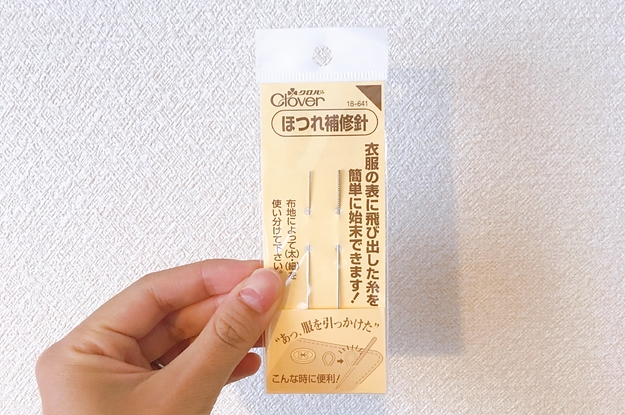 クロバー
Clover
18-641
ほつれ補修針
衣服の表に飛び出した糸を
簡単に始末できます!
布地によって(太・細)を
使い分けて下さい。
“あっ、服を引っかけた”
こんな時に便利!